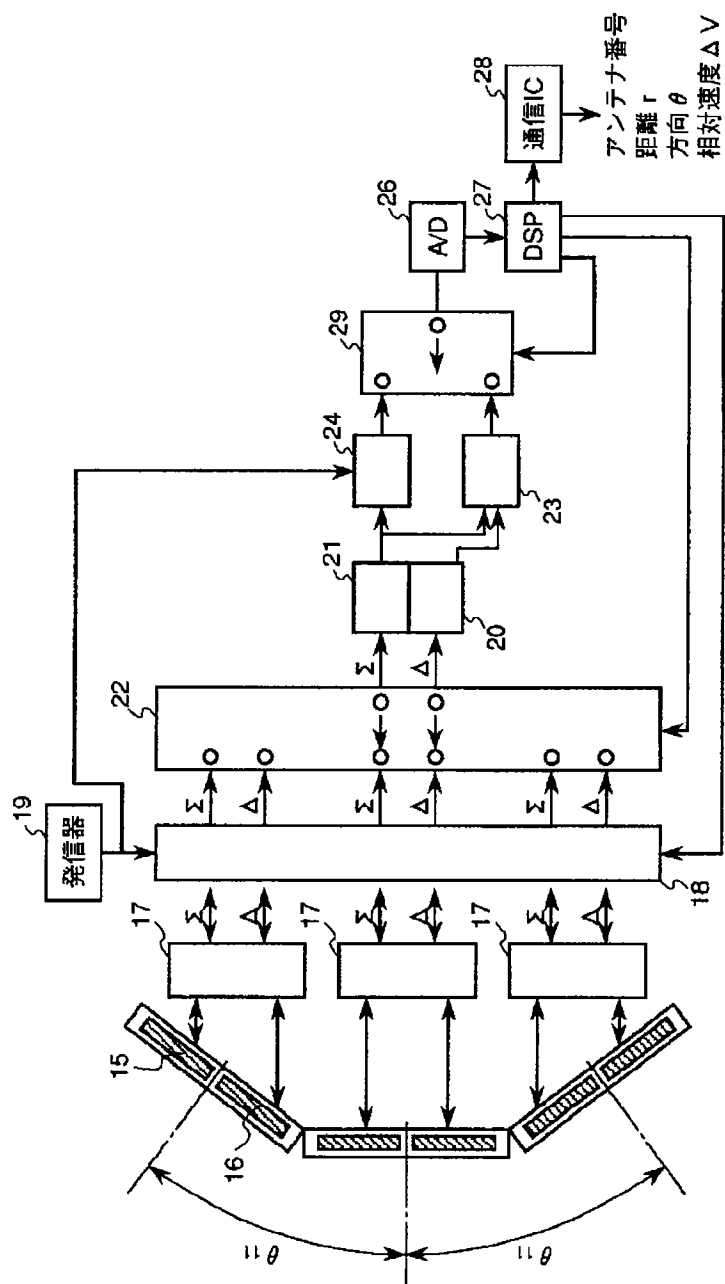 θ11
θ11
15
16
17
17
17
Σ
Δ
Σ
Δ
Σ
Δ
18
19
発信器
Σ
Δ
Σ
Δ
Σ
Δ
22
Σ
Δ
21
20
24
23
29
26
A/D
27
DSP
28
通信IC
アンテナ番号
距離 r
方向 θ
相対速度 Δ V